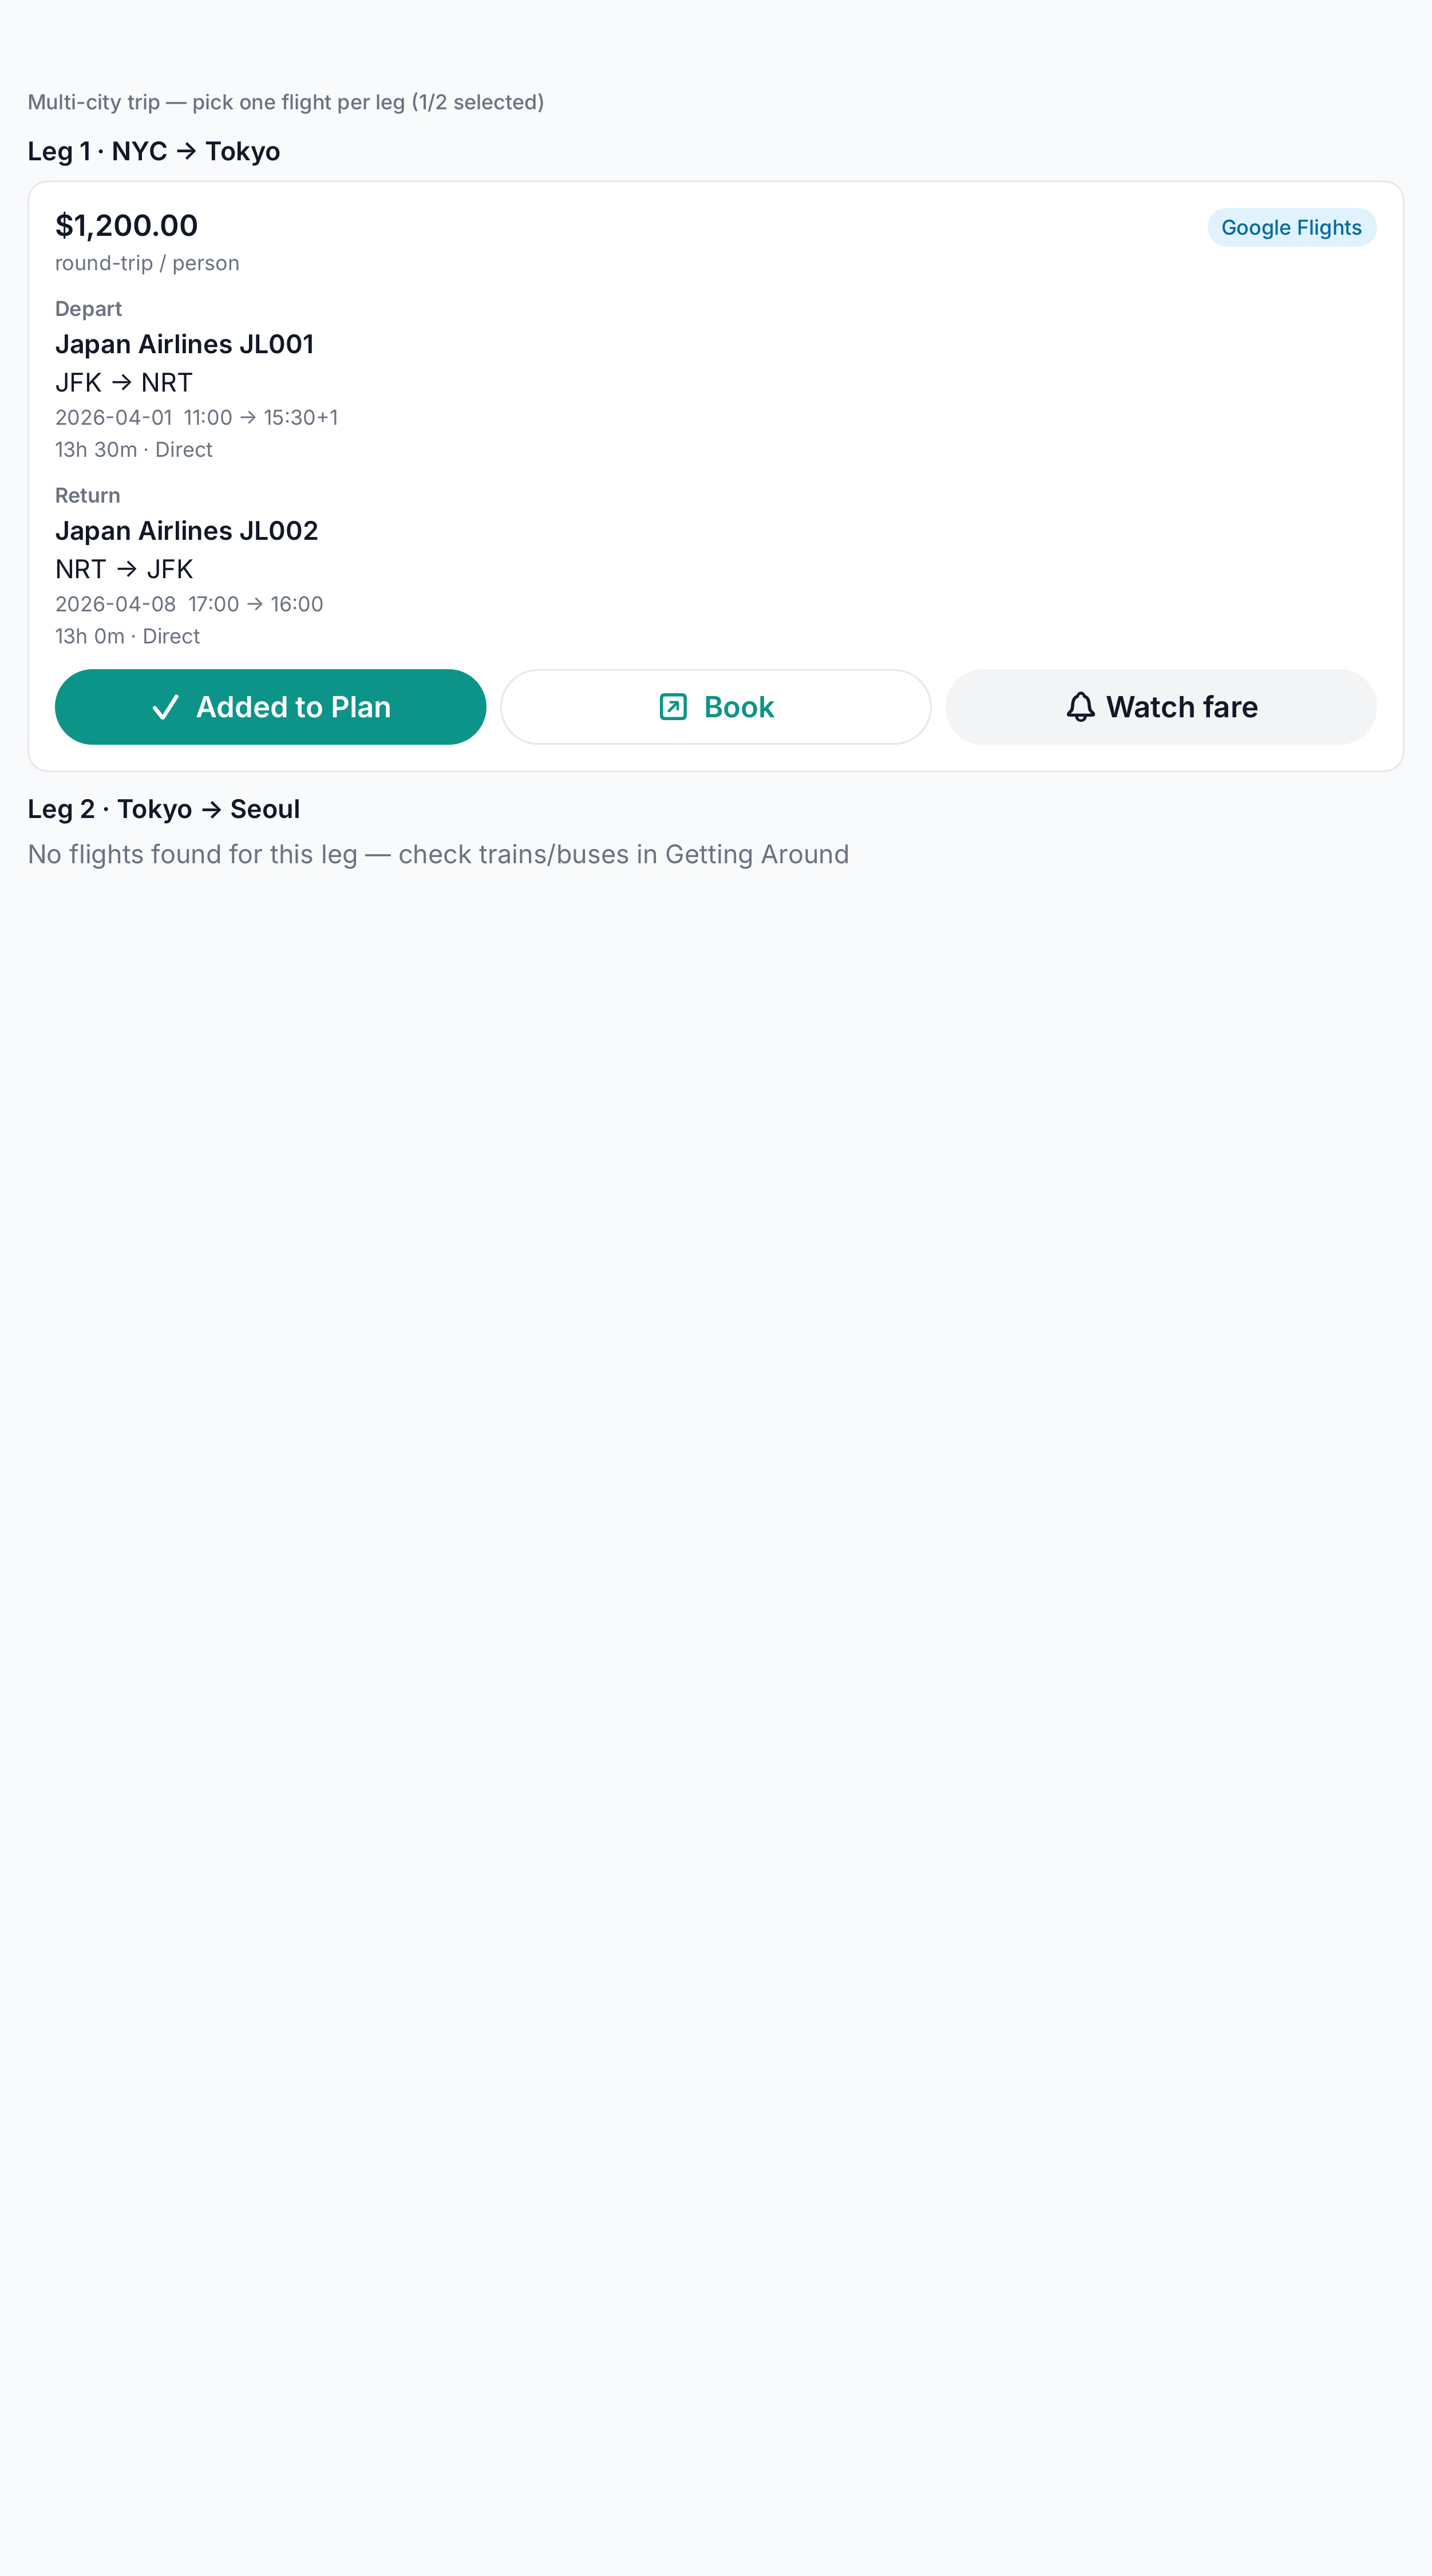 Multi-city trip — pick one flight per leg (1/2 selected)
Leg 1 · NYC → Tokyo
$1,200.00
Google Flights
round-trip / person
Depart
Japan Airlines JL001
JFK → NRT
2026-04-01 11:00 → 15:30+1
13h 30m · Direct
Return
Japan Airlines JL002
NRT → JFK
2026-04-08 17:00 → 16:00
13h 0m · Direct
Added to Plan
Book
Watch fare
Leg 2 · Tokyo → Seoul
No flights found for this leg — check trains/buses in Getting Around